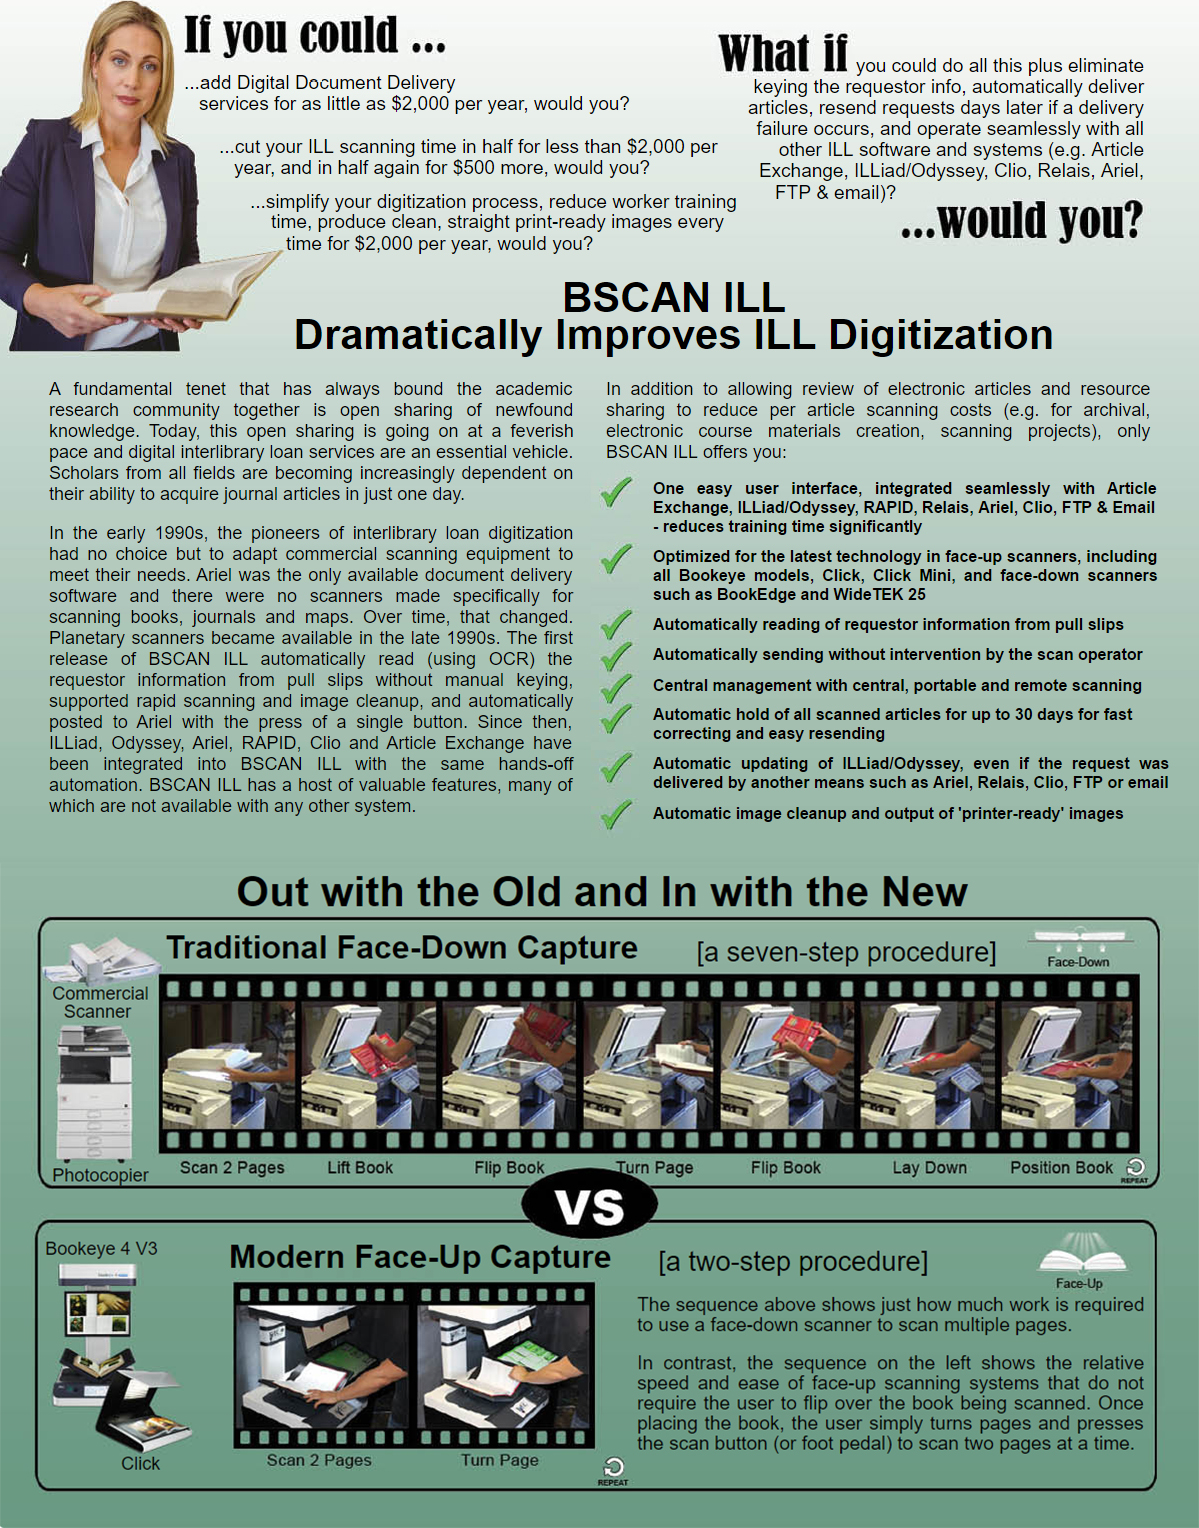 If you could ...
...add Digital Document Delivery
services for as little as $2,000 per year, would you?
...cut your ILL scanning time in half for less than $2,000 per
year, and in half again for $500 more, would you?
...simplify your digitization process, reduce worker training
time, produce clean, straight print-ready images every
time for $2,000 per year, would you?
What if you could do all this plus eliminate
keying the requestor info, automatically deliver
articles, resend requests days later if a delivery
failure occurs, and operate seamlessly with all
other ILL software and systems (e.g. Article
Exchange, ILLiad/Odyssey, Clio, Relais, Ariel,
FTP & email)?
...would you?
BSCAN ILL
Dramatically Improves ILL Digitization
A fundamental tenet that has always bound the academic
research community together is open sharing of newfound
knowledge. Today, this open sharing is going on at a feverish
pace and digital interlibrary loan services are an essential vehicle.
Scholars from all fields are becoming increasingly dependent on
their ability to acquire journal articles in just one day.
In the early 1990s, the pioneers of interlibrary loan digitization
had no choice but to adapt commercial scanning equipment to
meet their needs. Ariel was the only available document delivery
software and there were no scanners made specifically for
scanning books, journals and maps. Over time, that changed.
Planetary scanners became available in the late 1990s. The first
release of BSCAN ILL automatically read (using OCR) the
requestor information from pull slips without manual keying,
supported rapid scanning and image cleanup, and automatically
posted to Ariel with the press of a single button. Since then,
ILLiad, Odyssey, Ariel, RAPID, Clio and Article Exchange have
been integrated into BSCAN ILL with the same hands-off
automation. BSCAN ILL has a host of valuable features, many of
which are not available with any other system.
In addition to allowing review of electronic articles and resource
sharing to reduce per article scanning costs (e.g. for archival,
electronic course materials creation, scanning projects), only
BSCAN ILL offers you:
One easy user interface, integrated seamlessly with Article
Exchange, ILLiad/Odyssey, RAPID, Relais, Ariel, Clio, FTP & Email
- reduces training time significantly
Optimized for the latest technology in face-up scanners, including
all Bookeye models, Click, Click Mini, and face-down scanners
such as BookEdge and WideTEK 25
Automatically reading of requestor information from pull slips
Automatically sending without intervention by the scan operator
Central management with central, portable and remote scanning
Automatic hold of all scanned articles for up to 30 days for fast
correcting and easy resending
Automatic updating of ILLiad/Odyssey, even if the request was
delivered by another means such as Ariel, Relais, Clio, FTP or email
Automatic image cleanup and output of 'printer-ready' images
Out with the Old and In with the New
Traditional Face-Down Capture [a seven-step procedure]
Face-Down
Commercial
Scanner
Photocopier
Scan 2 Pages Lift Book Flip Book Turn Page Flip Book Lay Down Position Book
REPEAT
VS
Bookeye 4 V3
Modern Face-Up Capture [a two-step procedure]
Face-Up
Click
Scan 2 Pages Turn Page
REPEAT
The sequence above shows just how much work is required
to use a face-down scanner to scan multiple pages.
In contrast, the sequence on the left shows the relative
speed and ease of face-up scanning systems that do not
require the user to flip over the book being scanned. Once
placing the book, the user simply turns pages and presses
the scan button (or foot pedal) to scan two pages at a time.